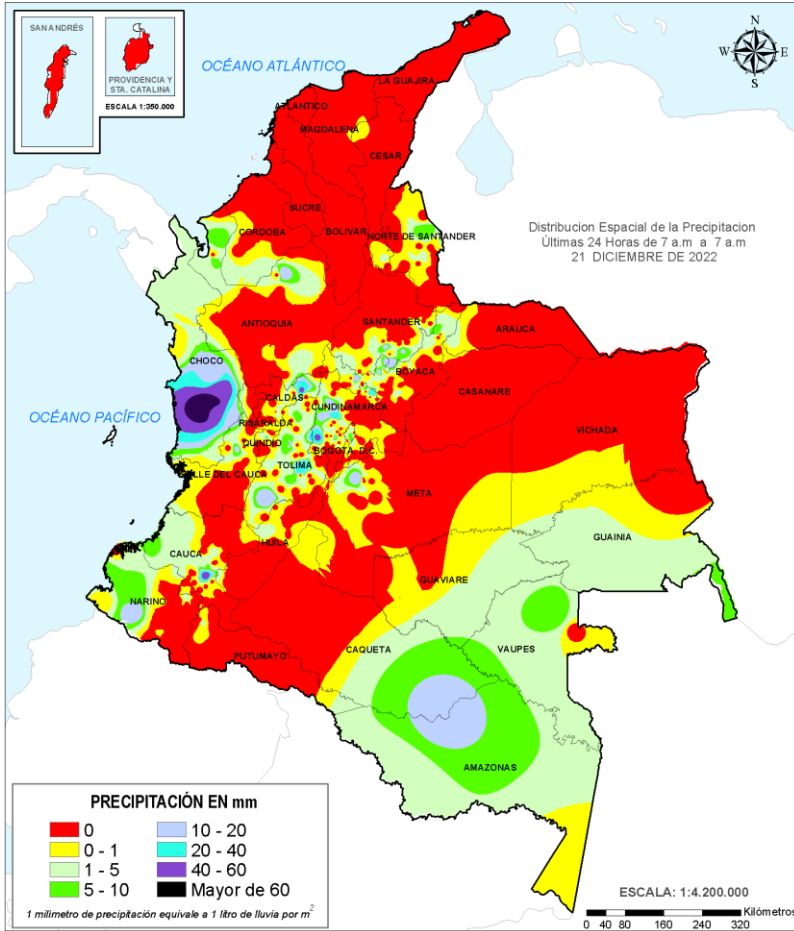 SAN ANDRÉS
PROVIDENCIA Y
STA. CATALINA
ESCALA 1:350.000
OCÉANO ATLÁNTICO
N
W
E
S
LA GUAJIRA
ATLANTICO
MAGDALENA
CESAR
SUCRE
CORDOBA
BOLIVAR
NORTE DE SANTANDER
Distribucion Espacial de la Precipitacion
Últimas 24 Horas de 7 a.m a 7 a.m
21 DICIEMBRE DE 2022
ANTIOQUIA
SANTANDER
ARAUCA
CHOCO
BOYACA
CASANARE
CALDAS
CUNDINAMARCA
OCÉANO PACÍFICO
RISARALDA
VICHADA
QUINDIO
BOGOTA, D.C.
TOLIMA
VALLE DEL CAUCA
META
GUAINIA
HUILA
CAUCA
GUAVIARE
NARIÑO
CAQUETA
VAUPES
PUTUMAYO
AMAZONAS
PRECIPITACIÓN EN mm
0
0 - 1
1 - 5
5 - 10
10 - 20
20 - 40
40 - 60
Mayor de 60
1 milimetro de precipitación equivale a 1 litro de lluvia por m²
ESCALA: 1:4.200.000
Kilómetros
0 40 80 160 240 320